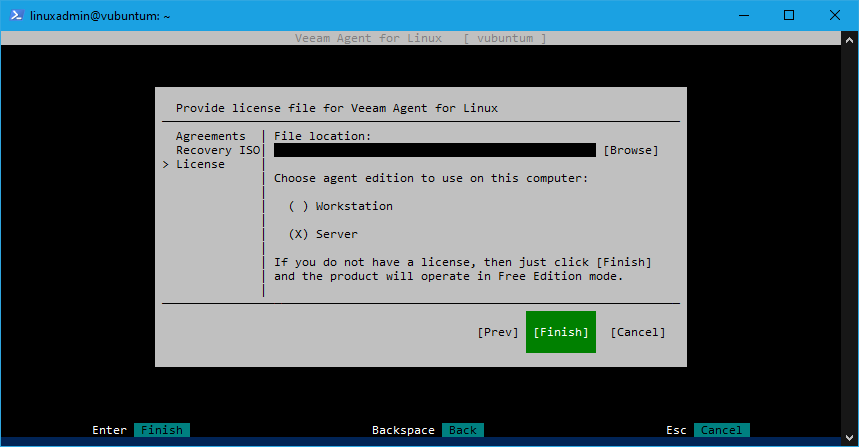 linuxadmin@vubuntum: ~
Veeam Agent for Linux [ vubuntum ]
Provide license file for Veeam Agent for Linux
Agreements
Recovery ISO
> License
File location:
[Browse]
Choose agent edition to use on this computer:
( ) Workstation
(X) Server
If you do not have a license, then just click [Finish]
and the product will operate in Free Edition mode.
[Prev] [Finish] [Cancel]
Enter Finish Backspace Back Esc Cancel